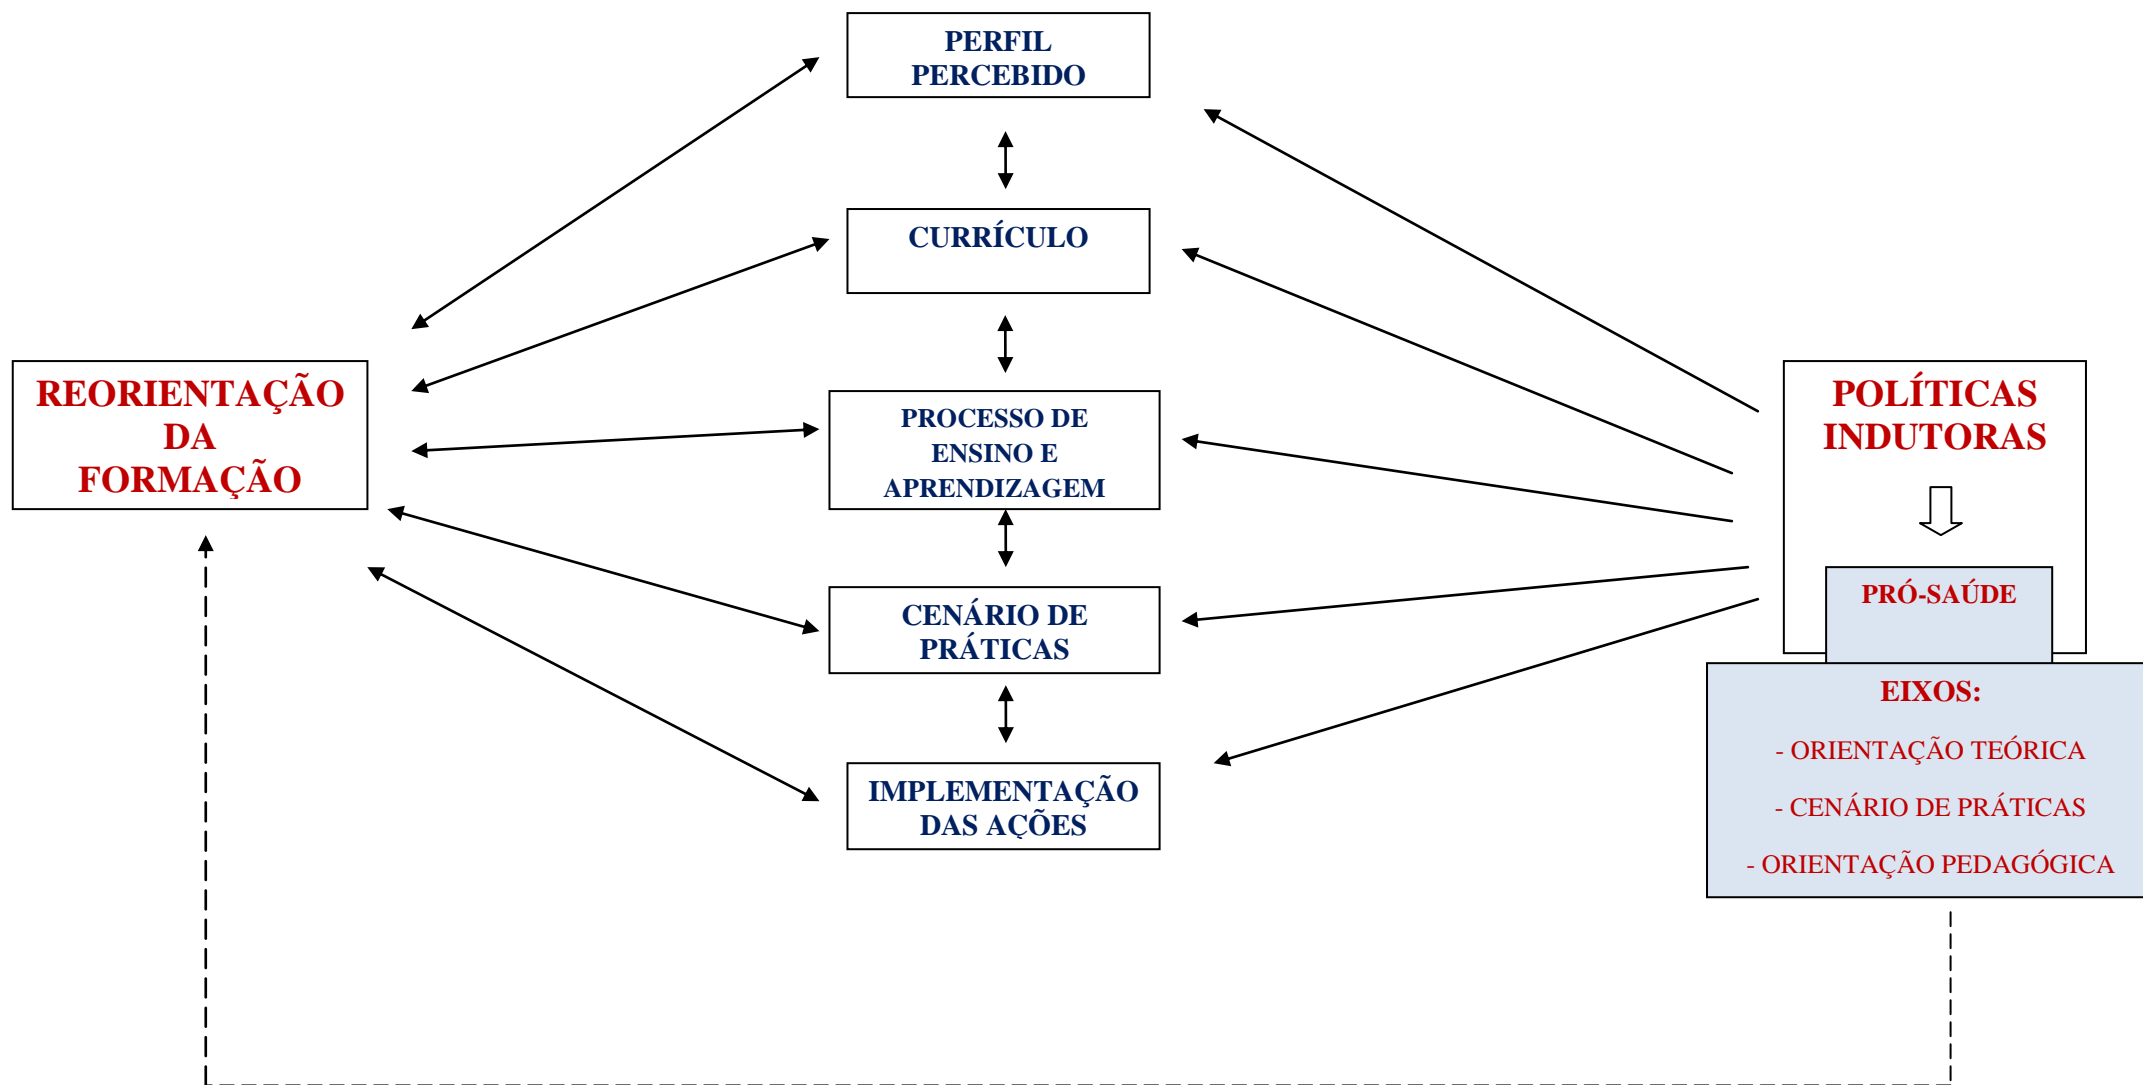 PERFIL
PERCEBIDO
CURRÍCULO
REORIENTAÇÃO
DA
FORMAÇÃO
PROCESSO DE
ENSINO E
APRENDIZAGEM
CENÁRIO DE
PRÁTICAS
IMPLEMENTAÇÃO
DAS AÇÕES
POLÍTICAS
INDUTORAS
PRÓ-SAÚDE
EIXOS:
- ORIENTAÇÃO TEÓRICA
- CENÁRIO DE PRÁTICAS
- ORIENTAÇÃO PEDAGÓGICA